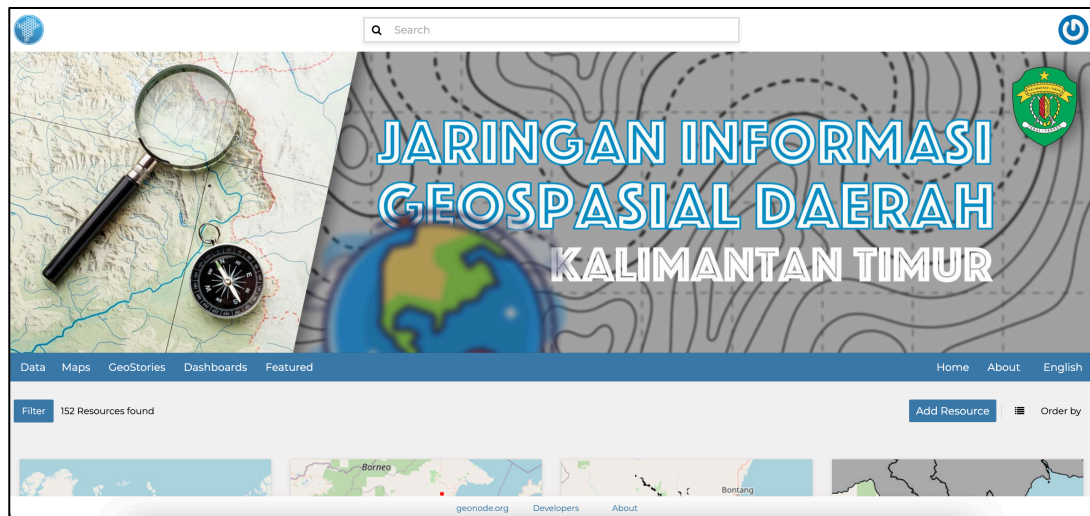 Search
JARINGAN INFORMASI
GEOSPASIAL DAERAH
KALIMANTAN TIMUR
Data Maps GeoStories Dashboards Featured Home About English
Filter 152 Resources found Add Resource Order by
Borneo
Bontang
geonode.org Developers About